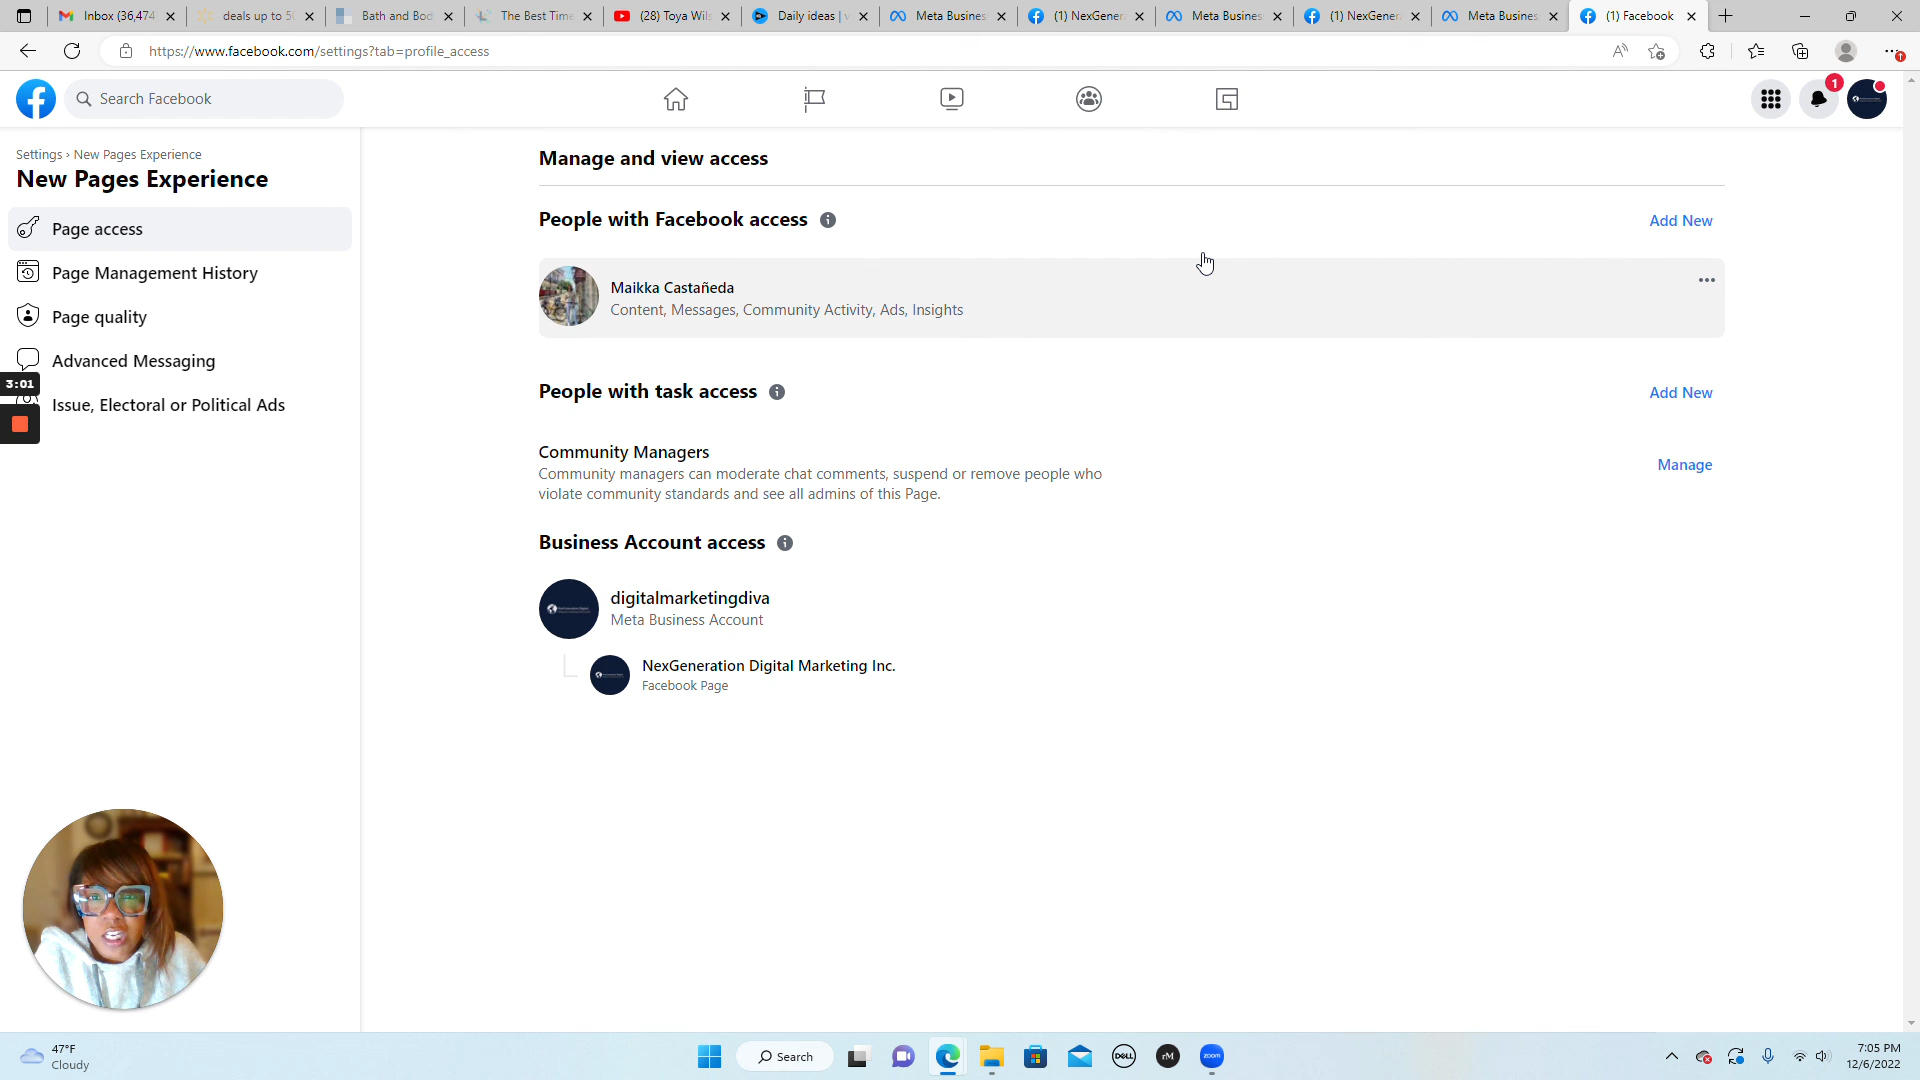 Inbox (36,474
deals up to 5
Bath and Bod
The Best Time
(28) Toya Wils
Daily ideas | v
Meta Busines
(1) NexGener
Meta Busines
(1) NexGener
Meta Busines
(1) Facebook
https://www.facebook.com/settings?tab=profile_access
Search Facebook
1
Settings › New Pages Experience
New Pages Experience
Page access
Page Management History
Page quality
Advanced Messaging
Issue, Electoral or Political Ads
3:01
Manage and view access
People with Facebook access
Add New
Maikka Castañeda
Content, Messages, Community Activity, Ads, Insights
People with task access
Add New
Community Managers
Community managers can moderate chat comments, suspend or remove people who
violate community standards and see all admins of this Page.
Manage
Business Account access
digitalmarketingdiva
Meta Business Account
NexGeneration Digital Marketing Inc.
Facebook Page
47°F
Cloudy
Search
DELL
rM
zoom
7:05 PM
12/6/2022